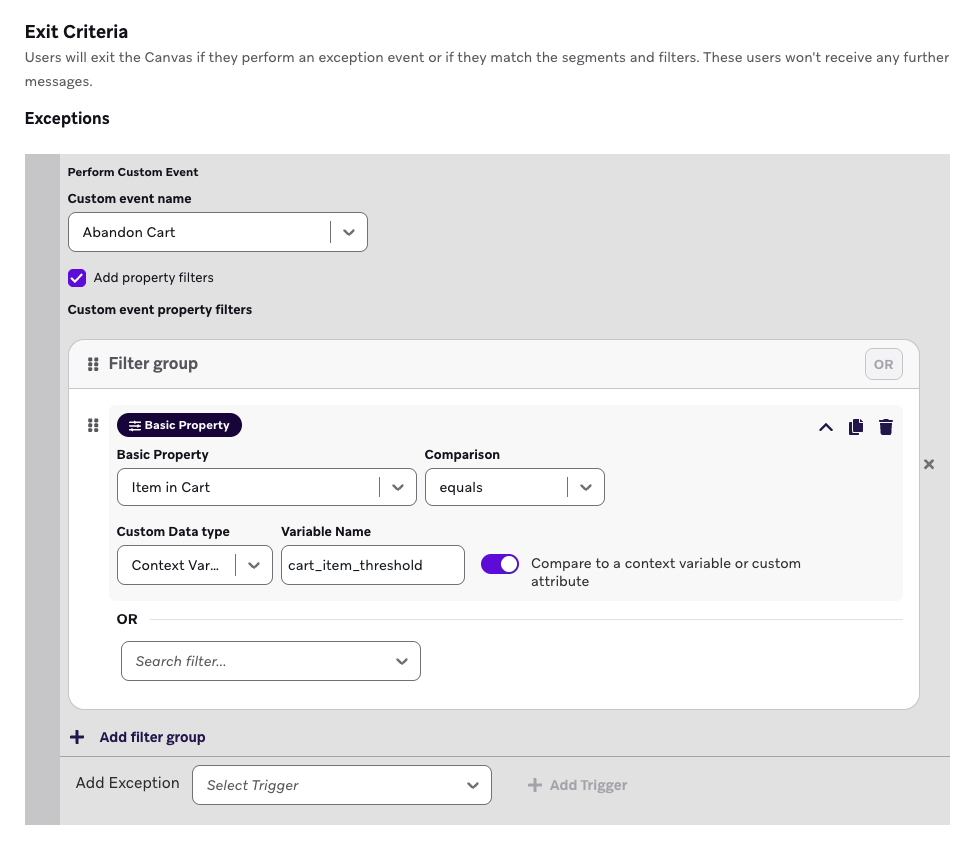 Exit Criteria
Users will exit the Canvas if they perform an exception event or if they match the segments and filters. These users won't receive any further
messages.
Exceptions
Perform Custom Event
Custom event name
Abandon Cart
Add property filters
Custom event property filters
Filter group
OR
Basic Property
Basic Property
Comparison
Item in Cart
equals
Custom Data type
Variable Name
Context Var...
cart_item_threshold
Compare to a context variable or custom
attribute
OR
Search filter...
Add filter group
Add Exception
Select Trigger
Add Trigger